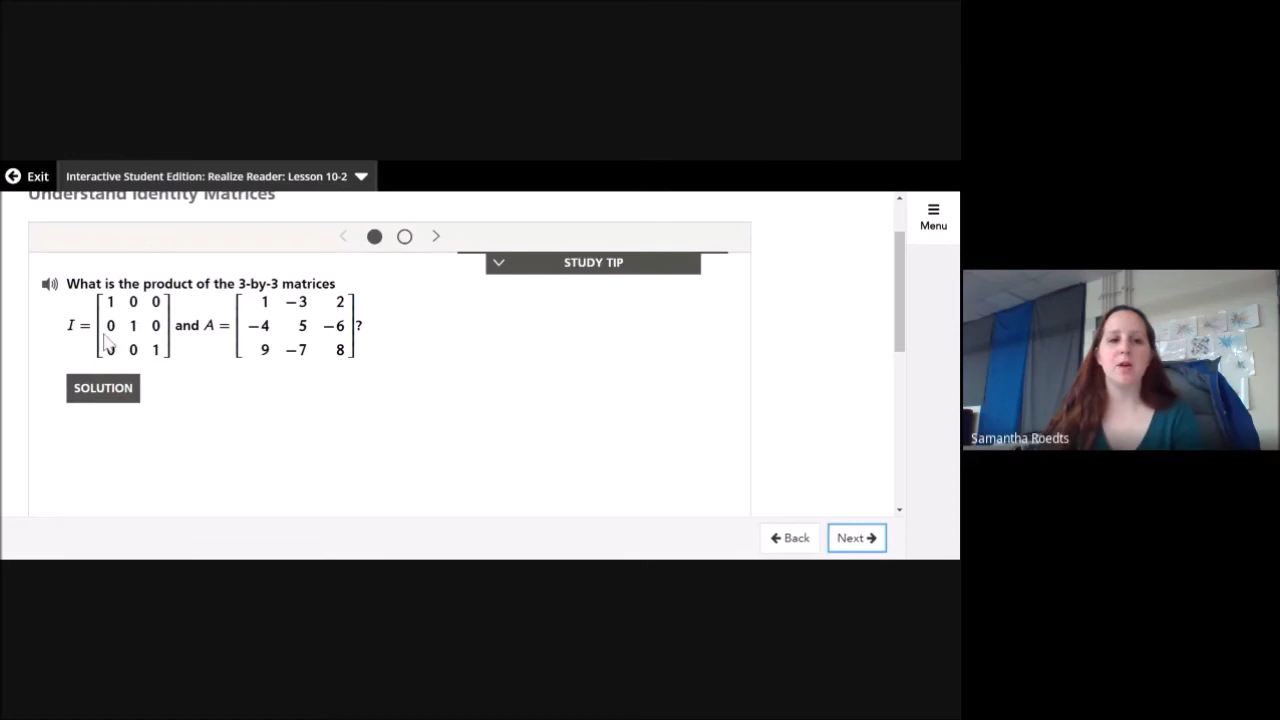 Exit Interactive Student Edition: Realize Reader: Lesson 10-2
Understand Identity Matrices
Menu
STUDY TIP
What is the product of the 3-by-3 matrices
1 0 0 1 −3 2
I = 0 1 0 and A = −4 5 −6 ?
0 0 1 9 −7 8
SOLUTION
Samantha Roedts
Back Next